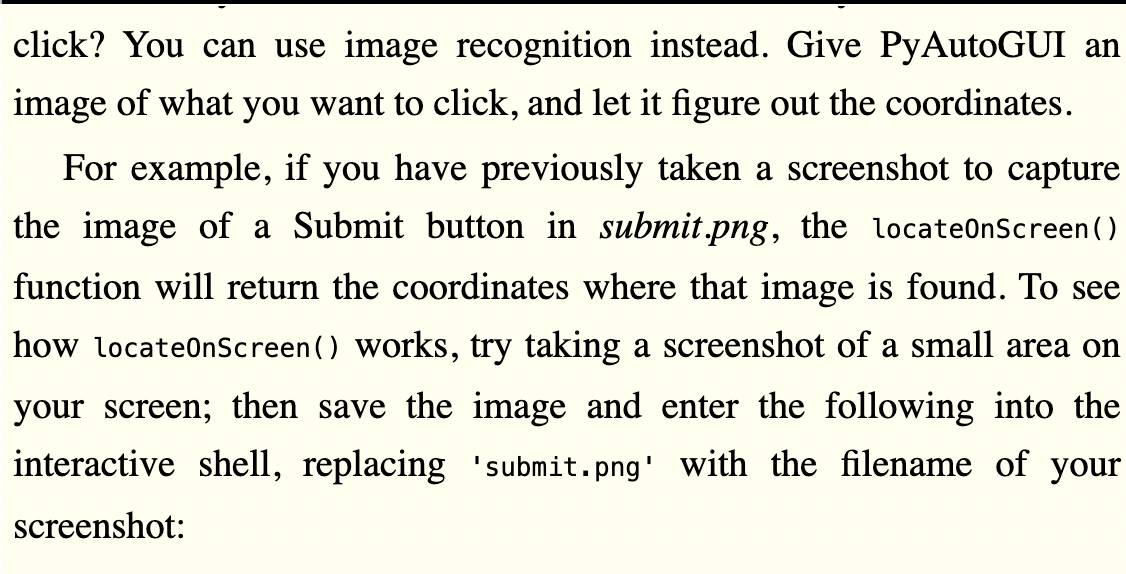 click? You can use image recognition instead. Give PyAutoGUI an
image of what you want to click, and let it figure out the coordinates.
For example, if you have previously taken a screenshot to capture
the image of a Submit button in submit.png, the locateOnScreen()
function will return the coordinates where that image is found. To see
how locateOnScreen() works, try taking a screenshot of a small area on
your screen; then save the image and enter the following into the
interactive shell, replacing 'submit.png' with the filename of your
screenshot: